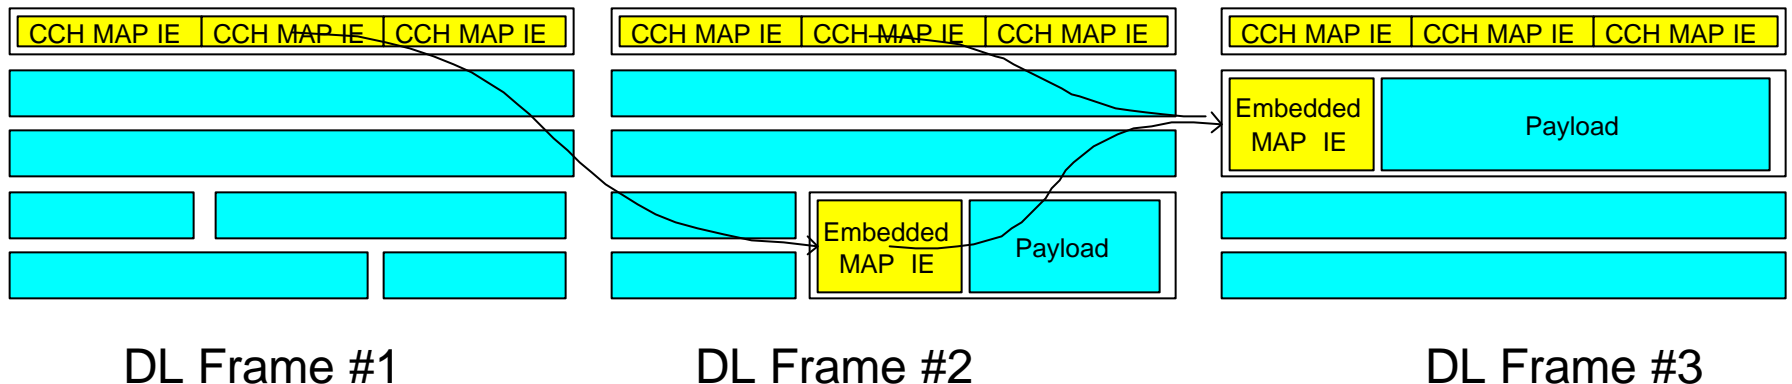 CCH MAP IE CCH MAP IE CCH MAP IE CCH MAP IE CCH MAP IE CCH MAP IE CCH MAP IE CCH MAP IE CCH MAP IE
Embedded
MAP IE
Payload
Embedded
MAP IE
Payload
DL Frame #1 DL Frame #2 DL Frame #3